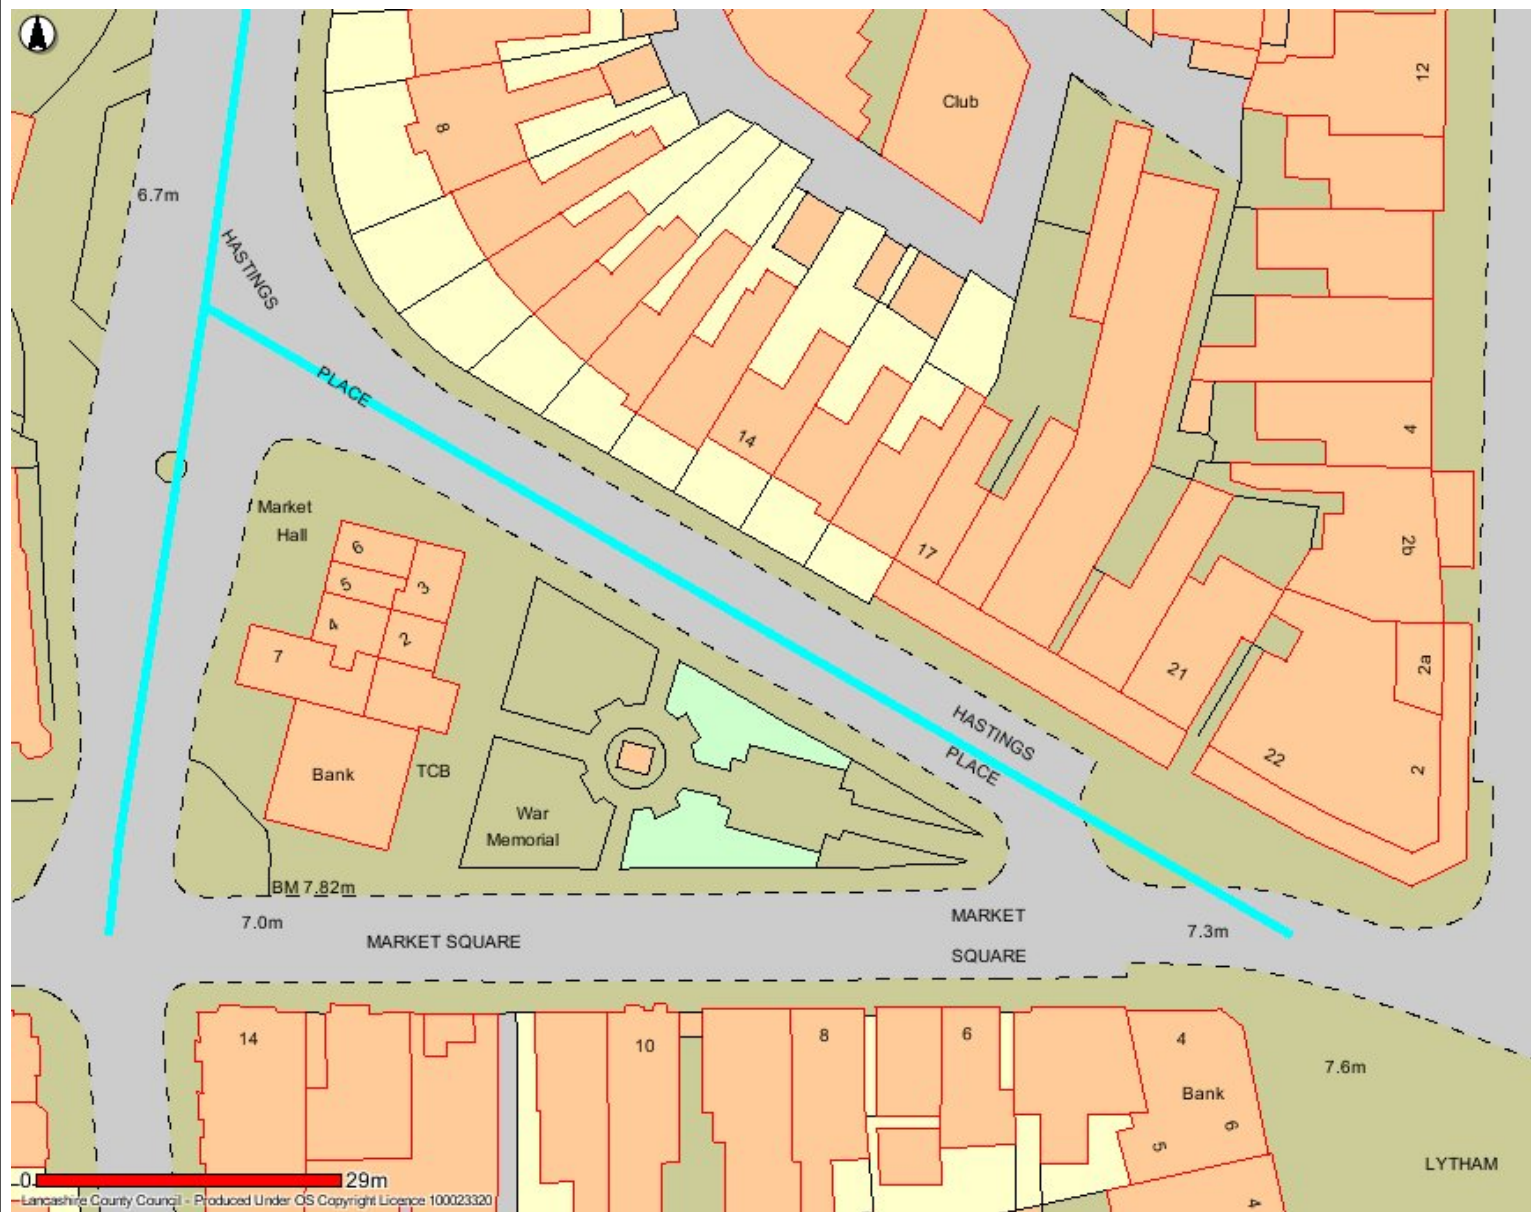 Club
12
8
6.7m
HASTINGS
PLACE
14
4
17
2b
Market
Hall
6
5
3
4
2
7
21
2a
HASTINGS
PLACE
22
2
Bank
TCB
War
Memorial
BM 7.82m
7.0m
MARKET SQUARE
MARKET
SQUARE
7.3m
14
10
8
6
4
7.6m
Bank
6
5
LYTHAM
4
0
29m
Lancashire County Council - Produced Under OS Copyright Licence 100023320